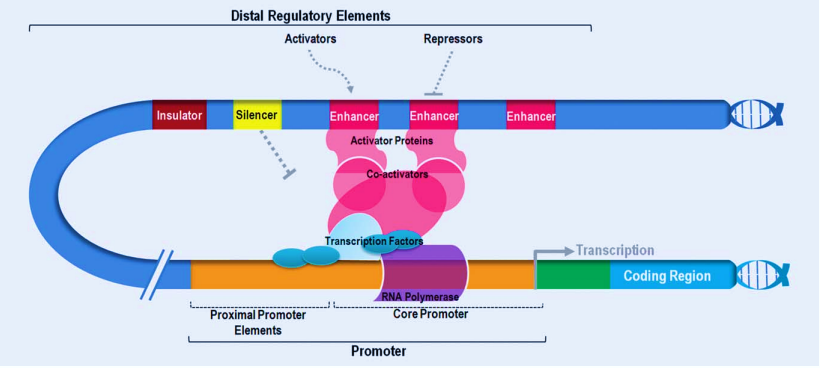 Distal Regulatory Elements
Activators
Repressors
Insulator
Silencer
Enhancer
Enhancer
Enhancer
Activator Proteins
Co-activators
Transcription Factors
Transcription
Coding Region
RNA Polymerase
Proximal Promoter
Elements
Core Promoter
Promoter